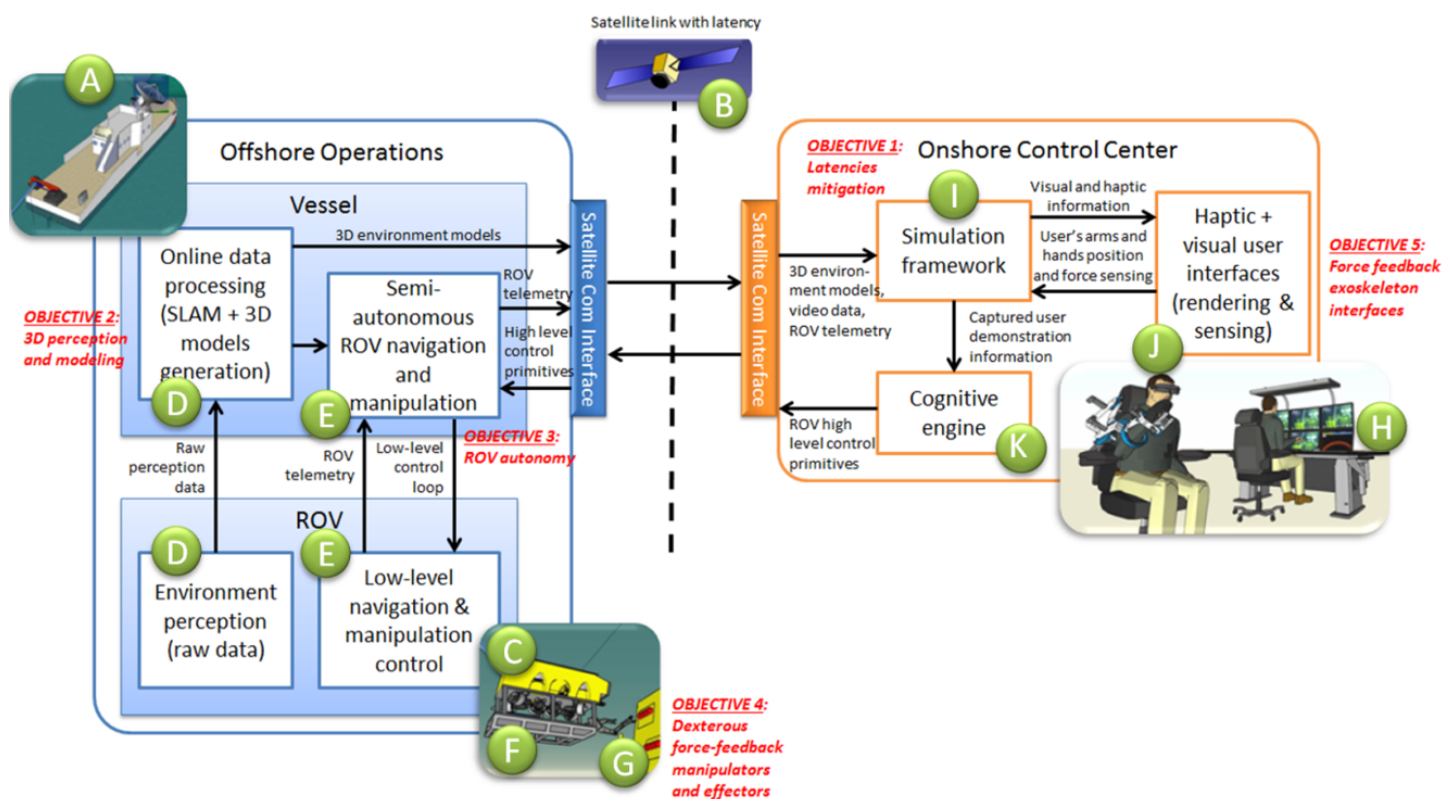 Satellite link with latency
A
B
Offshore Operations
Vessel
Online data
processing
(SLAM + 3D
models
generation)
D
3D environment models
Semi-
autonomous
ROV navigation
and
manipulation
E
ROV
telemetry
High level
control
primitives
OBJECTIVE 2:
3D perception
and modeling
OBJECTIVE 3:
ROV autonomy
Raw
perception
data
ROV
telemetry
Low-level
control
loop
ROV
D
Environment
perception
(raw data)
E
Low-level
navigation &
manipulation
control
C
F
G
OBJECTIVE 4:
Dexterous
force-feedback
manipulators
and effectors
Satellite Com Interface
Satellite Com Interface
OBJECTIVE 1:
Latencies
mitigation
Onshore Control Center
I
Simulation
framework
3D environ-
ment models,
video data,
ROV telemetry
Visual and haptic
information
User's arms and
hands position
and force sensing
Haptic +
visual user
interfaces
(rendering &
sensing)
J
OBJECTIVE 5:
Force feedback
exoskeleton
interfaces
Captured user
demonstration
information
Cognitive
engine
K
ROV high
level control
primitives
H